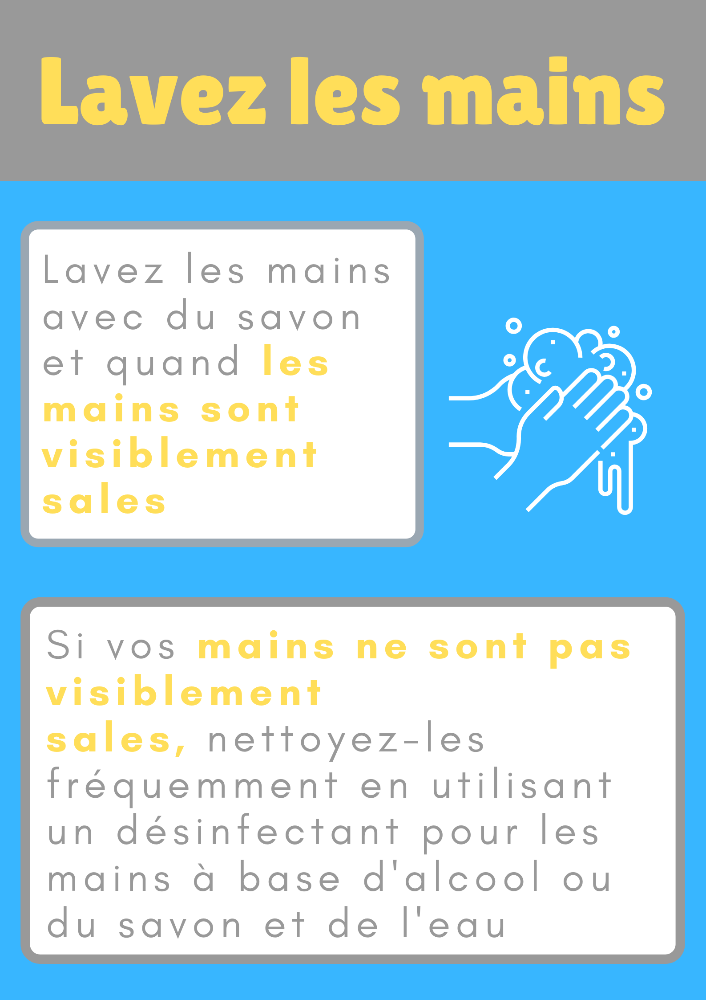 Lavez les mains
Lavez les mains
avec du savon
et quand les
mains sont
visiblement
sales
Si vos mains ne sont pas
visiblement
sales, nettoyez-les
fréquemment en utilisant
un désinfectant pour les
mains à base d'alcool ou
du savon et de l'eau